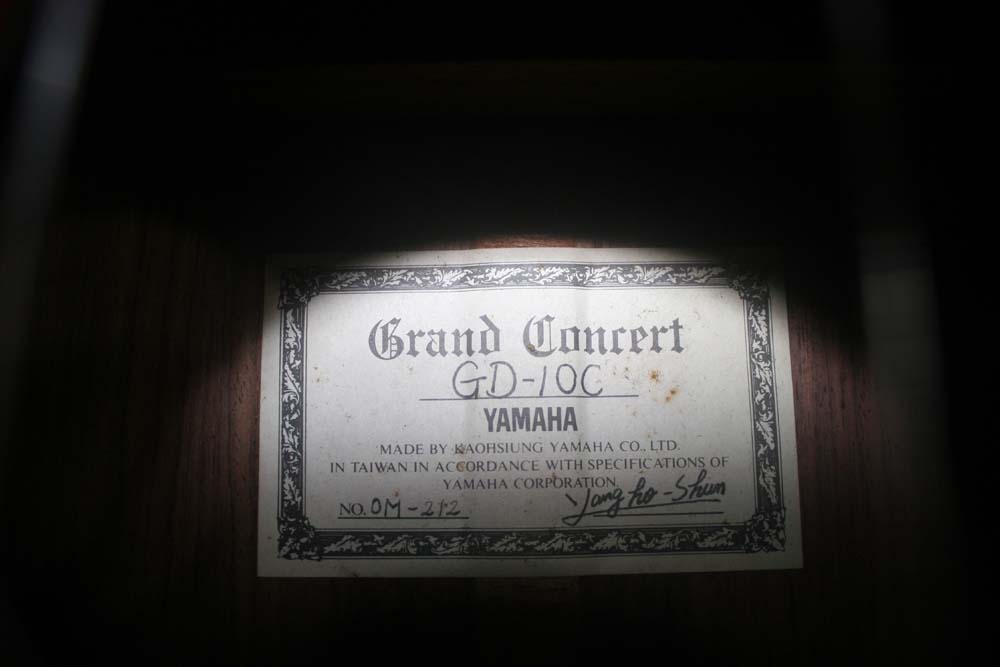 Grand Concert
GD-10C
YAMAHA
MADE BY KAOHSIUNG YAMAHA CO., LTD.
IN TAIWAN IN ACCORDANCE WITH SPECIFICATIONS OF
YAMAHA CORPORATION.
NO. OM-212 Yang ho-Shun